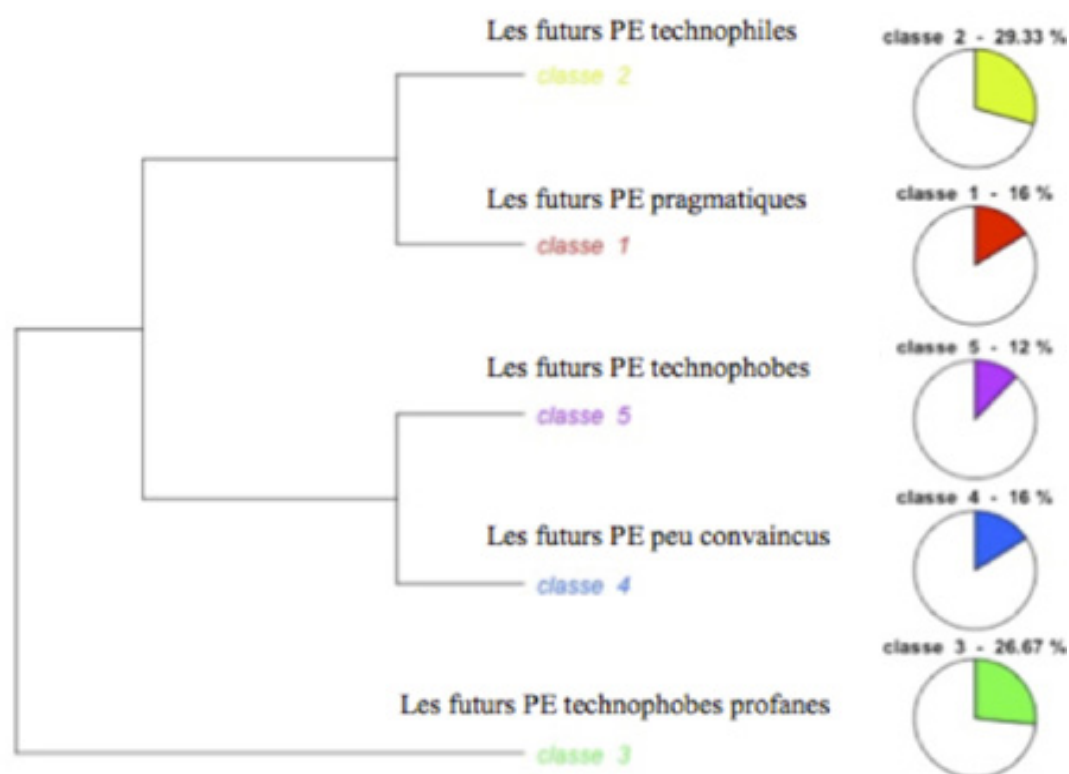 Les futurs PE technophiles
classe 2 - 29.33 %
classe 2
Les futurs PE pragmatiques
classe 1 - 16 %
classe 1
Les futurs PE technophobes
classe 5 - 12 %
classe 5
classe 4 - 16 %
Les futurs PE peu convaincus
classe 4
classe 3 - 26.67 %
Les futurs PE technophobes profanes
classe 3